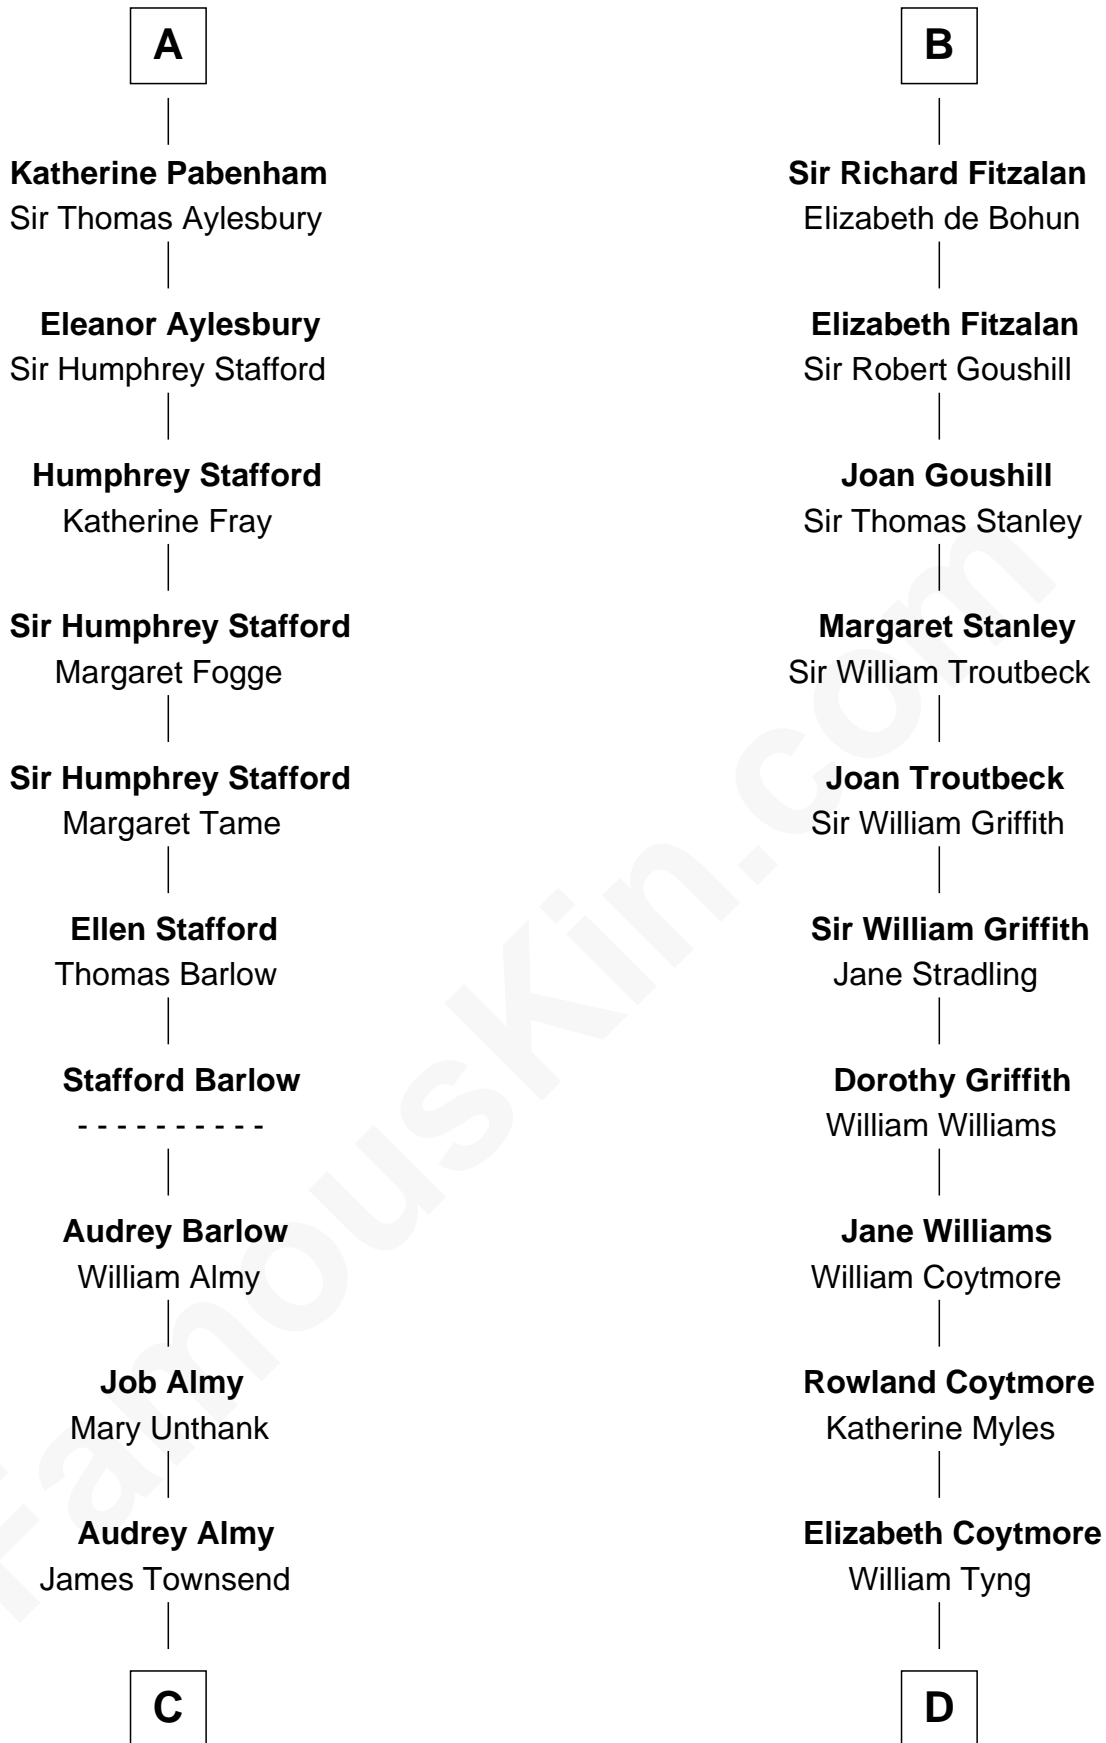 A
Katherine Pabenham
Sir Thomas Aylesbury
Eleanor Aylesbury
Sir Humphrey Stafford
Humphrey Stafford
Katherine Fray
Sir Humphrey Stafford
Margaret Fogge
Sir Humphrey Stafford
Margaret Tame
Ellen Stafford
Thomas Barlow
Stafford Barlow
- - - - - - - - - -
Audrey Barlow
William Almy
Job Almy
Mary Unthank
Audrey Almy
James Townsend
C
B
Sir Richard Fitzalan
Elizabeth de Bohun
Elizabeth Fitzalan
Sir Robert Goushill
Joan Goushill
Sir Thomas Stanley
Margaret Stanley
Sir William Troutbeck
Joan Troutbeck
Sir William Griffith
Sir William Griffith
Jane Stradling
Dorothy Griffith
William Williams
Jane Williams
William Coytmore
Rowland Coytmore
Katherine Myles
Elizabeth Coytmore
William Tyng
D
FamousKin.com